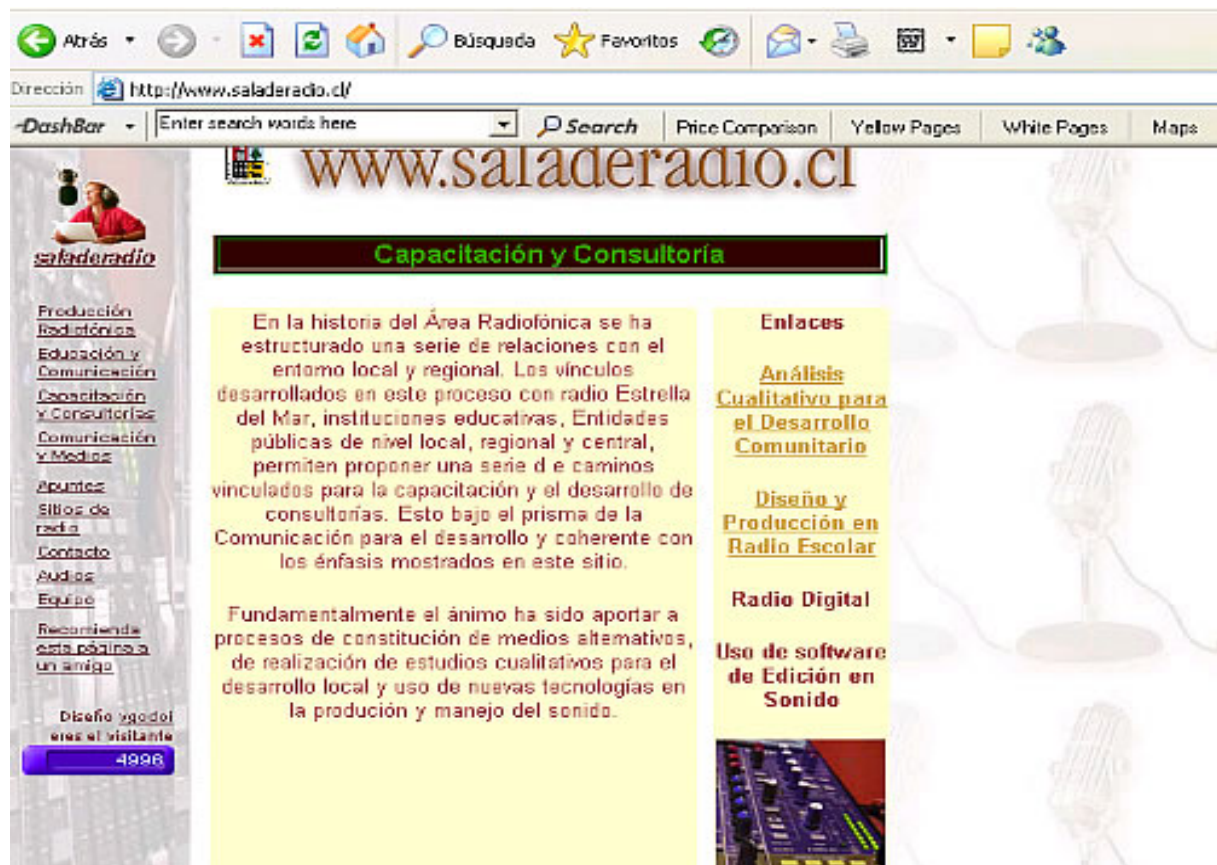 Atrás
Búsqueda
Favoritos
Dirección
http://www.saladeradio.cl/
DashBar
Enter search words here
Search
Price Comparison
Yellow Pages
White Pages
Maps
www.saladeradio.cl
saladeradio
Producción
Radiofónica
Educación y
Comunicación
Capacitación
y Consultorías
Comunicación
y Medios
Apuntes
Sitios de
radio
Contacto
Audios
Equipo
Recomienda
esta página a
un amigo
Diseño ygodoi
eres el visitante
4996
Capacitación y Consultoría
En la historia del Área Radiofónica se ha
estructurado una serie de relaciones con el
entorno local y regional. Los vínculos
desarrollados en este proceso con radio Estrella
del Mar, instituciones educativas, Entidades
públicas de nivel local, regional y central,
permiten proponer una serie d e caminos
vinculados para la capacitación y el desarrollo de
consultorías. Esto bajo el prisma de la
Comunicación para el desarrollo y coherente con
los énfasis mostrados en este sitio.
Fundamentalmente el ánimo ha sido aportar a
procesos de constitución de medios alternativos,
de realización de estudios cualitativos para el
desarrollo local y uso de nuevas tecnologías en
la produción y manejo del sonido.
Enlaces
Análisis
Cualitativo para
el Desarrollo
Comunitario
Diseño y
Producción en
Radio Escolar
Radio Digital
Uso de software
de Edición en
Sonido